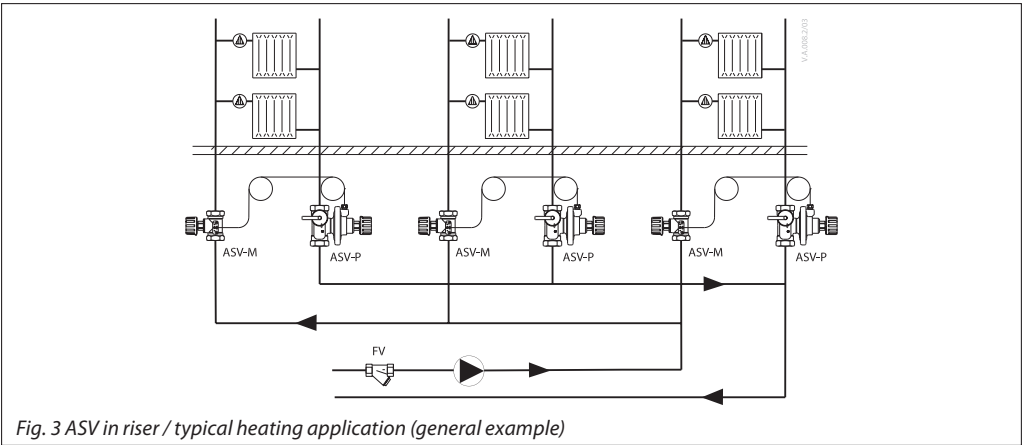 V.A.008.2/03
ASV-M
ASV-P
ASV-M
ASV-P
ASV-M
ASV-P
FV
Fig. 3 ASV in riser / typical heating application (general example)